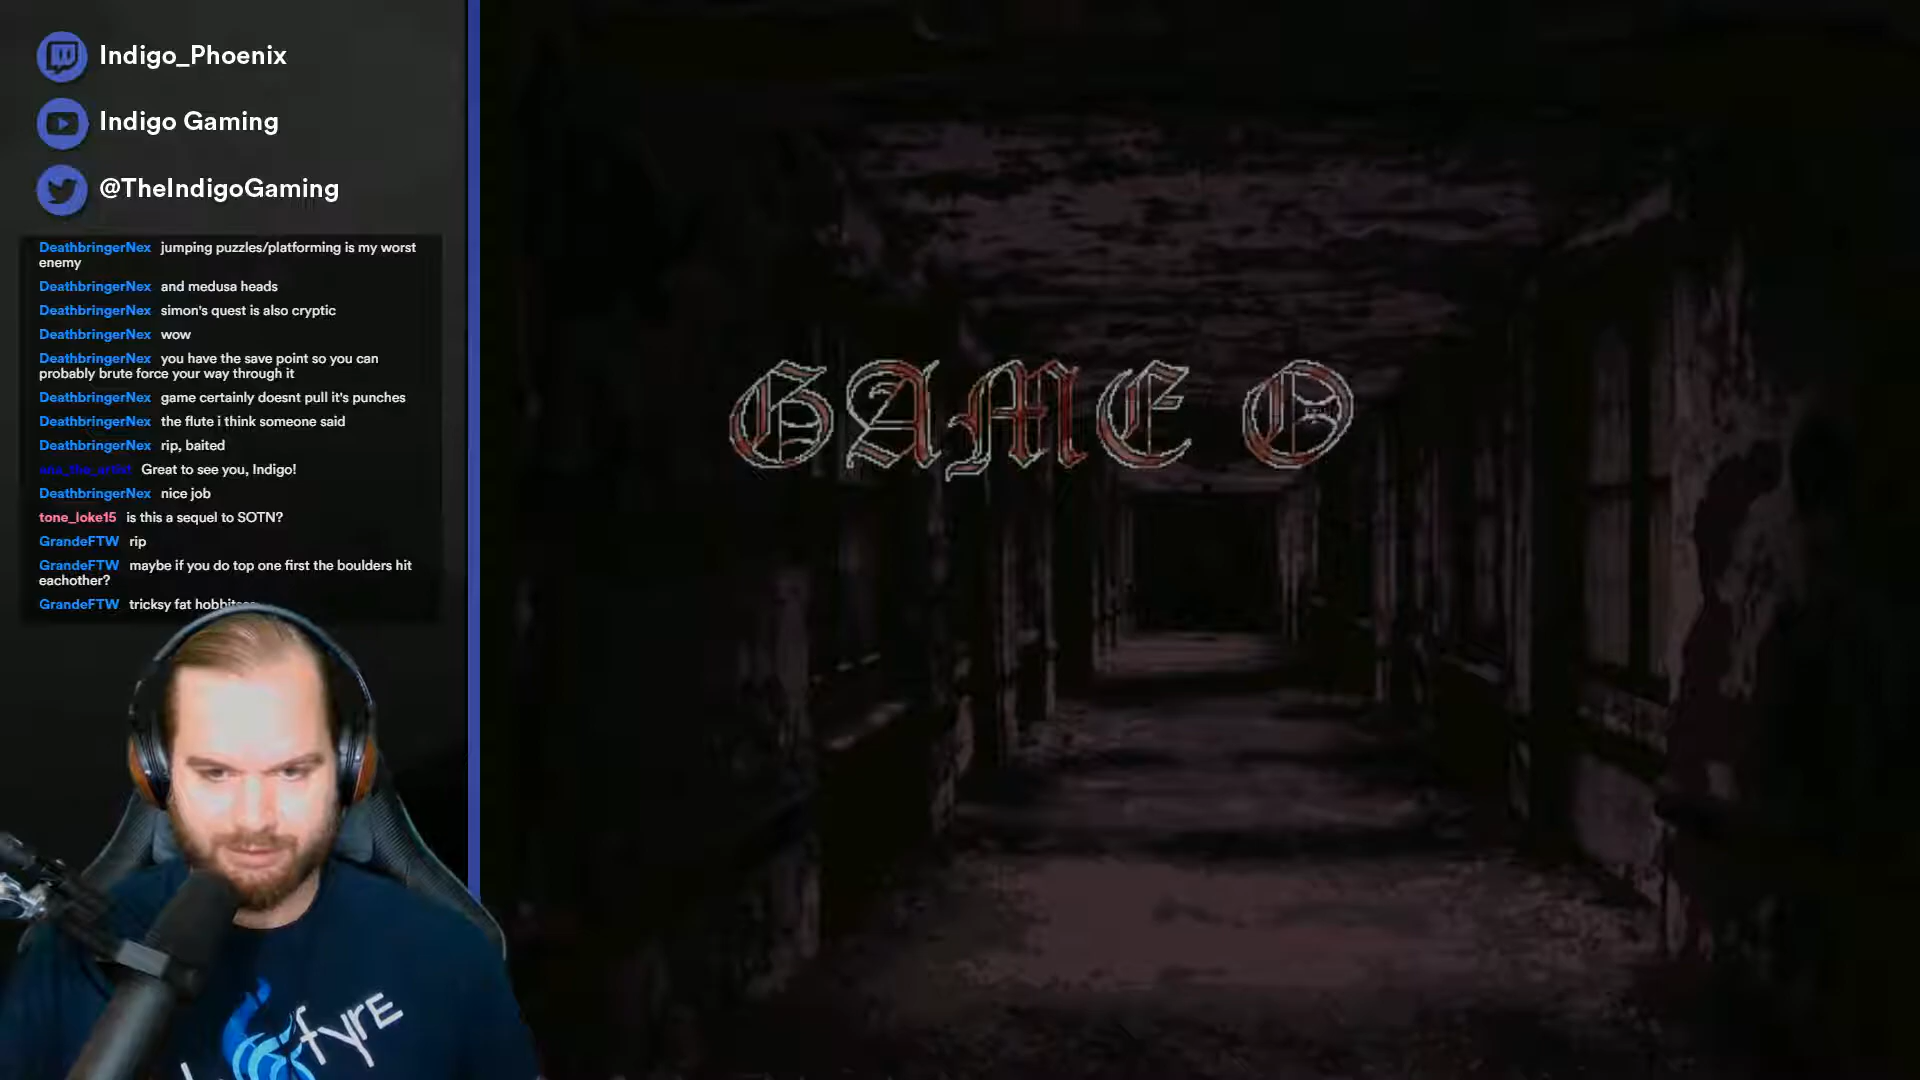 Indigo_Phoenix
Indigo Gaming
@TheIndigoGaming
DeathbringerNex jumping puzzles/platforming is my worst
enemy
DeathbringerNex and medusa heads
DeathbringerNex simon's quest is also cryptic
DeathbringerNex wow
DeathbringerNex you have the save point so you can
probably brute force your way through it
DeathbringerNex game certainly doesnt pull it's punches
DeathbringerNex the flute i think someone said
DeathbringerNex rip, baited
ana_the_artist Great to see you, Indigo!
DeathbringerNex nice job
tone_loke15 is this a sequel to SOTN?
GrandeFTW rip
GrandeFTW maybe if you do top one first the boulders hit
eachother?
GrandeFTW tricksy fat
GAME O
fyre